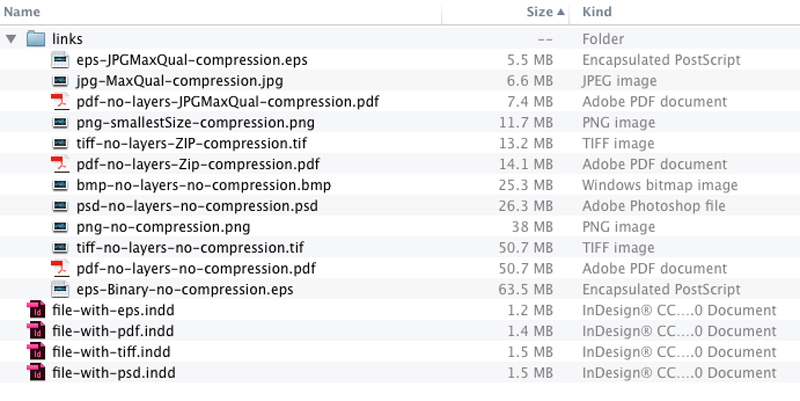 Name Size Kind
links -- Folder
eps-JPGMaxQual-compression.eps 5.5 MB Encapsulated PostScript
jpg-MaxQual-compression.jpg 6.6 MB JPEG image
pdf-no-layers-JPGMaxQual-compression.pdf 7.4 MB Adobe PDF document
png-smallestSize-compression.png 11.7 MB PNG image
tiff-no-layers-ZIP-compression.tif 13.2 MB TIFF image
pdf-no-layers-Zip-compression.pdf 14.1 MB Adobe PDF document
bmp-no-layers-no-compression.bmp 25.3 MB Windows bitmap image
psd-no-layers-no-compression.psd 26.3 MB Adobe Photoshop file
png-no-compression.png 38 MB PNG image
tiff-no-layers-no-compression.tif 50.7 MB TIFF image
pdf-no-layers-no-compression.pdf 50.7 MB Adobe PDF document
eps-Binary-no-compression.eps 63.5 MB Encapsulated PostScript
file-with-eps.indd 1.2 MB InDesign® CC....0 Document
file-with-pdf.indd 1.4 MB InDesign® CC....0 Document
file-with-tiff.indd 1.5 MB InDesign® CC....0 Document
file-with-psd.indd 1.5 MB InDesign® CC....0 Document